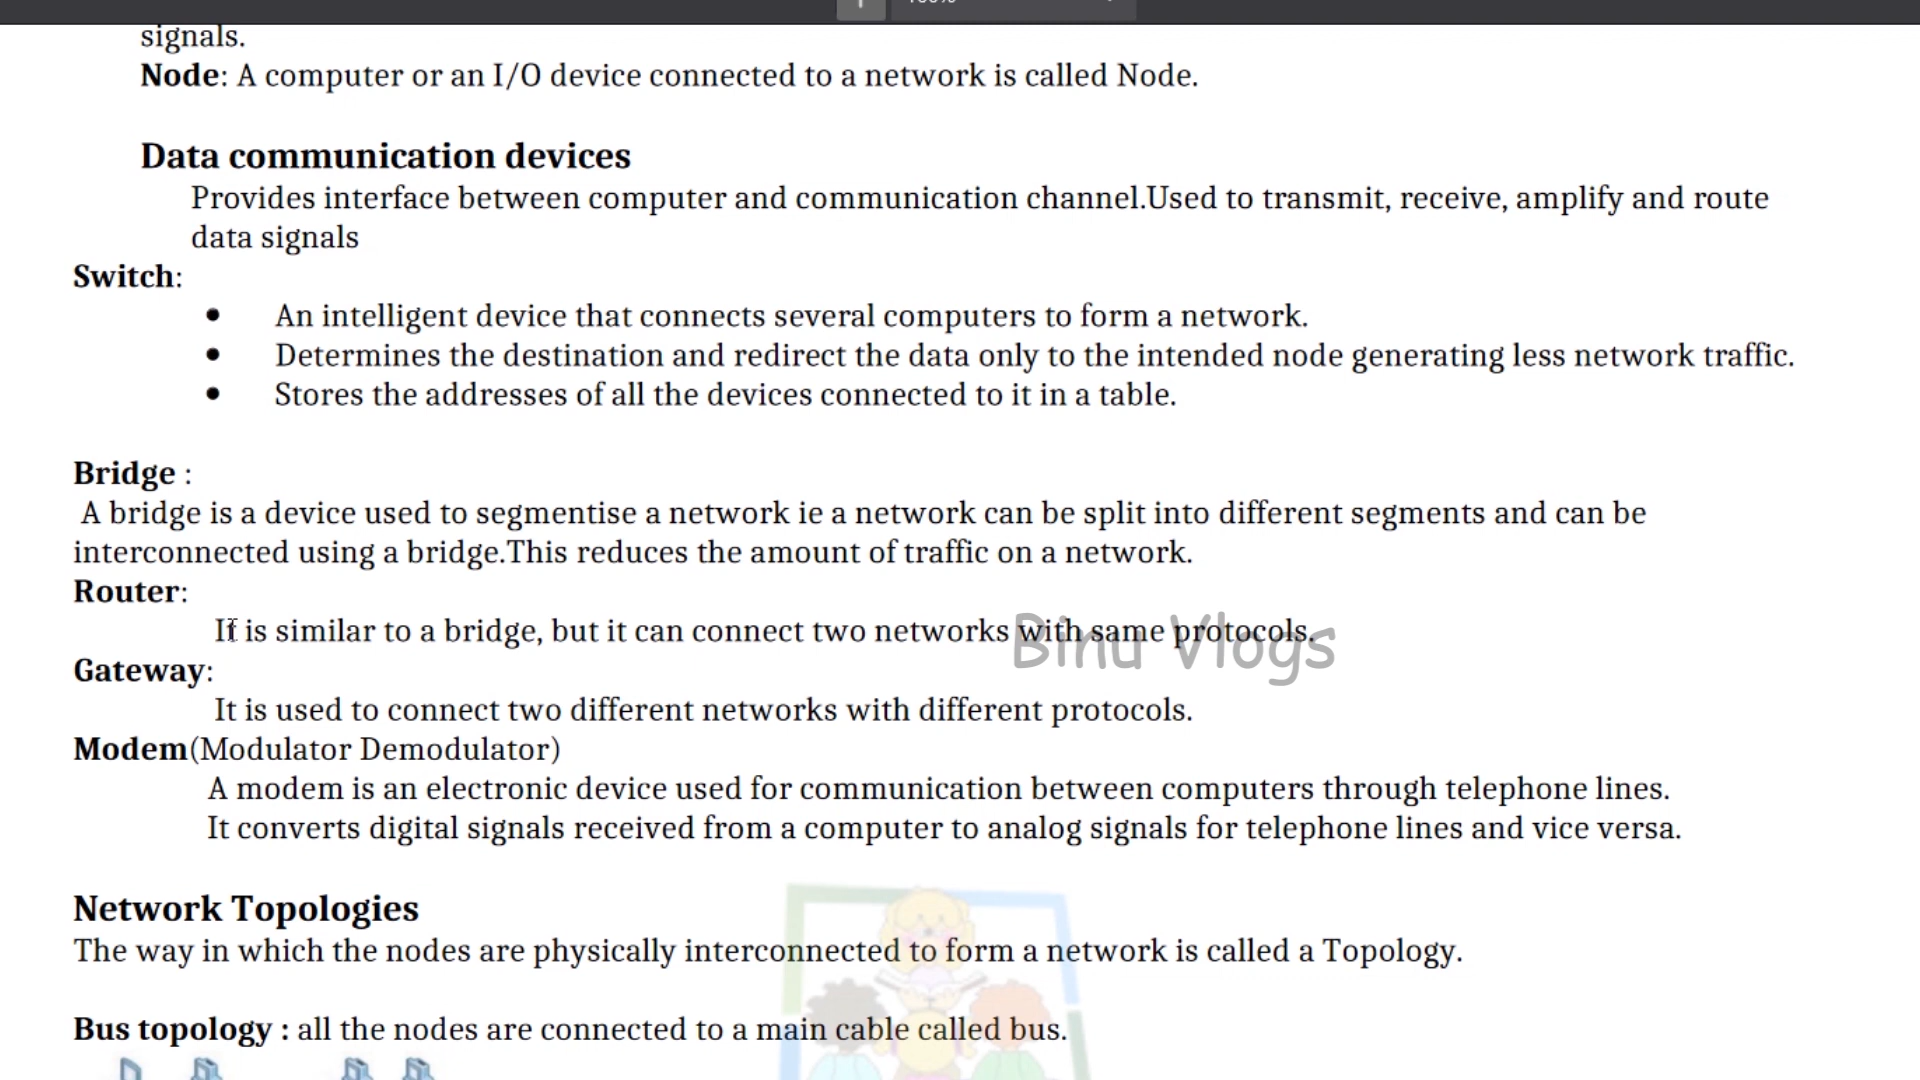 signals.
Node: A computer or an I/O device connected to a network is called Node.
Data communication devices
Provides interface between computer and communication channel.Used to transmit, receive, amplify and route
data signals
Switch:
● An intelligent device that connects several computers to form a network.
● Determines the destination and redirect the data only to the intended node generating less network traffic.
● Stores the addresses of all the devices connected to it in a table.
Bridge :
A bridge is a device used to segmentise a network ie a network can be split into different segments and can be
interconnected using a bridge.This reduces the amount of traffic on a network.
Router:
It is similar to a bridge, but it can connect two networks with same protocols.
Binu Vlogs
Gateway:
It is used to connect two different networks with different protocols.
Modem(Modulator Demodulator)
A modem is an electronic device used for communication between computers through telephone lines.
It converts digital signals received from a computer to analog signals for telephone lines and vice versa.
Network Topologies
The way in which the nodes are physically interconnected to form a network is called a Topology.
Bus topology : all the nodes are connected to a main cable called bus.